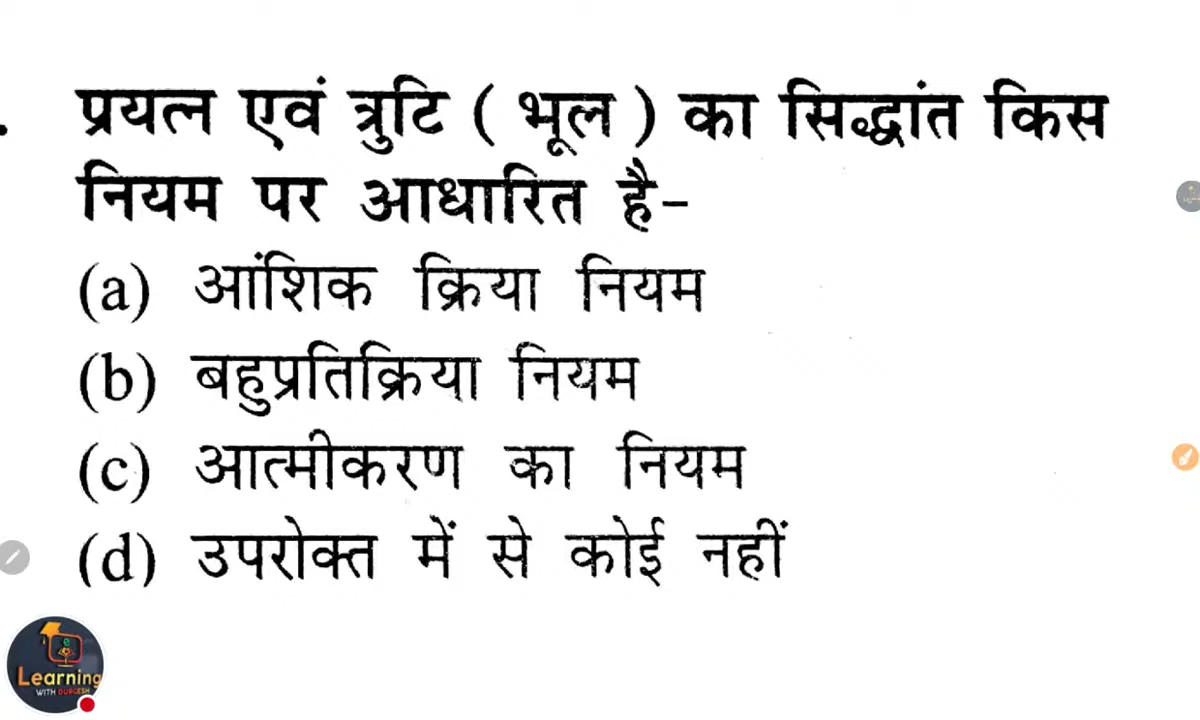 . प्रयत्न एवं त्रुटि ( भूल ) का सिद्धांत किस
नियम पर आधारित है-
(a) आंशिक क्रिया नियम
(b) बहुप्रतिक्रिया नियम
(c) आत्मीकरण का नियम
(d) उपरोक्त में से कोई नहीं
Learning
WITH DURGESH